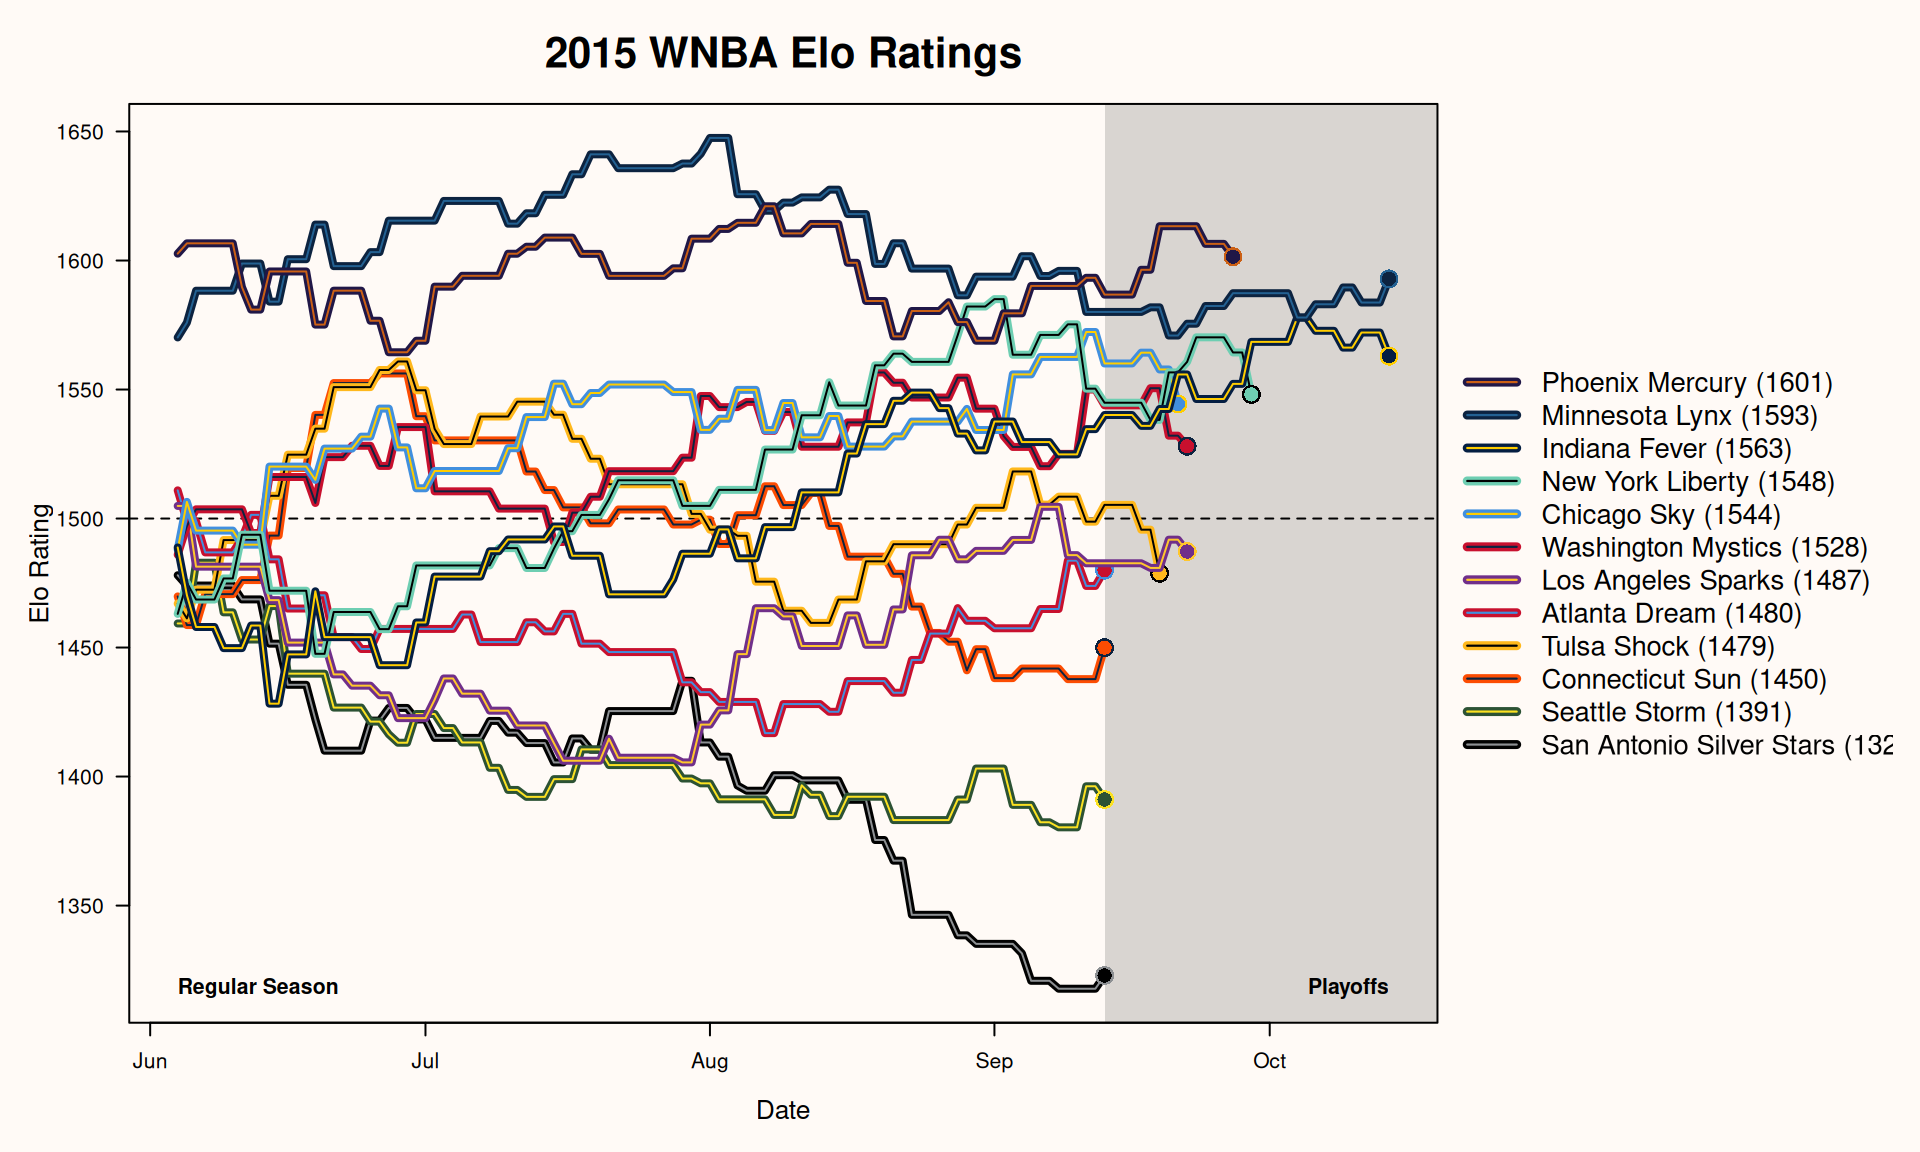 2015 WNBA Elo Ratings
Elo Rating
1650
1600
1550
1500
1450
1400
1350
Regular Season
Playoffs
Jun
Jul
Aug
Sep
Oct
Date
Phoenix Mercury (1601)
Minnesota Lynx (1593)
Indiana Fever (1563)
New York Liberty (1548)
Chicago Sky (1544)
Washington Mystics (1528)
Los Angeles Sparks (1487)
Atlanta Dream (1480)
Tulsa Shock (1479)
Connecticut Sun (1450)
Seattle Storm (1391)
San Antonio Silver Stars (132